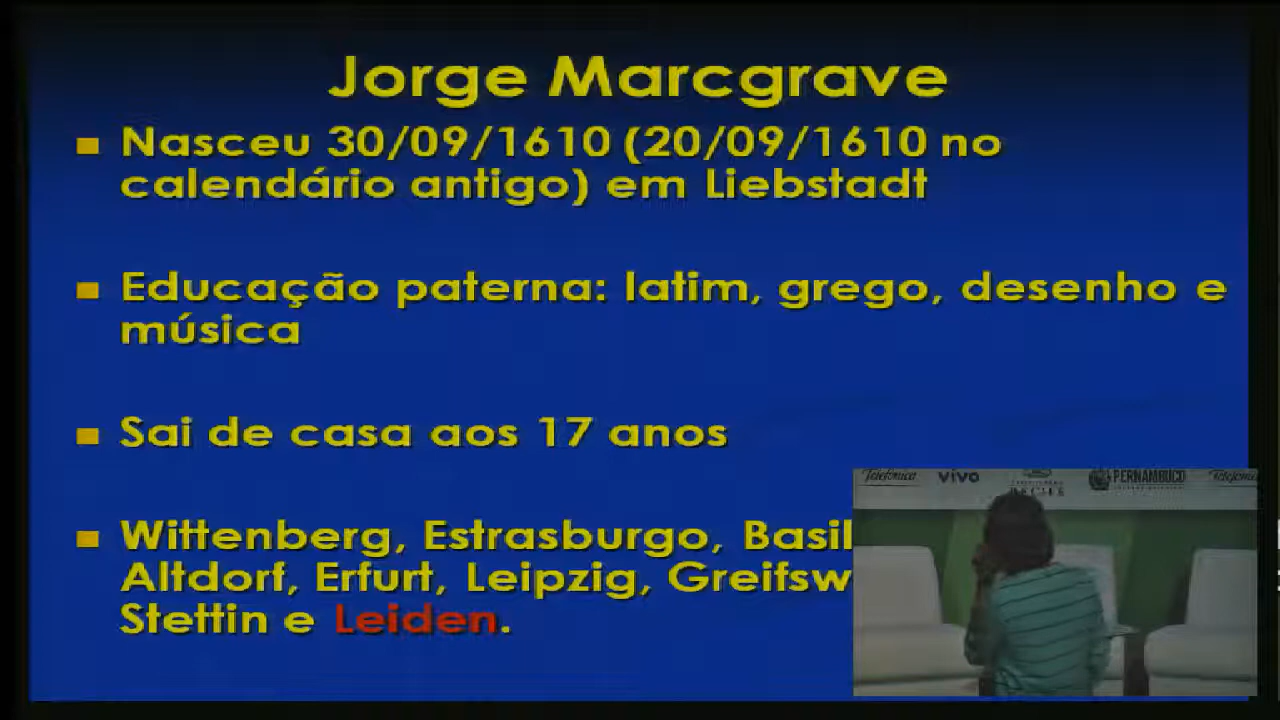 Jorge Marcgrave
Nasceu 30/09/1610 (20/09/1610 no
calendário antigo) em Liebstadt
Educação paterna: latim, grego, desenho e
música
Sai de casa aos 17 anos
Wittenberg, Estrasburgo,
Altdorf, Erfurt, Leipzig,
Stettin e Leiden.
Telefónica vivo PERNAMBUCO